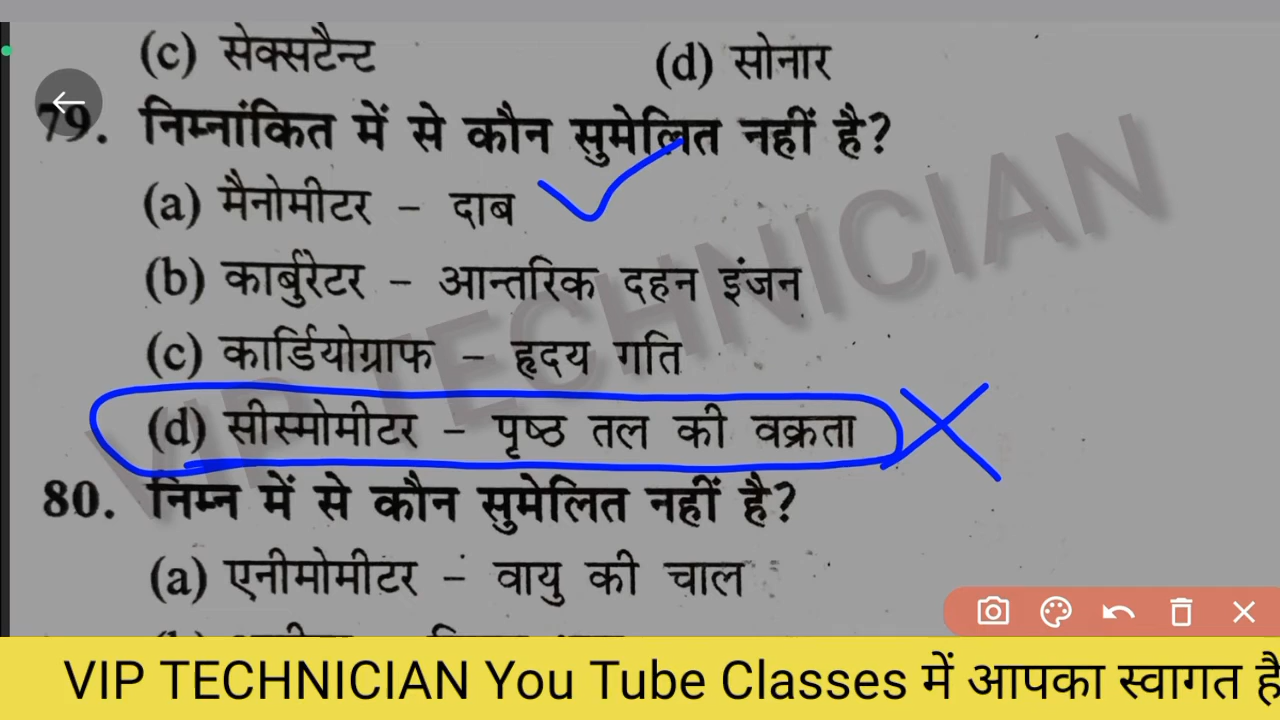 (c) सेक्सटैन्ट (d) सोनार
79. निम्नांकित में से कौन सुमेलित नहीं है?
(a) मैनोमीटर – दाब
(b) कार्बुरेटर – आन्तरिक दहन इंजन
(c) कार्डियोग्राफ – हृदय गति
(d) सीस्मोमीटर – पृष्ठ तल की वक्रता
80. निम्न में से कौन सुमेलित नहीं है?
(a) एनीमोमीटर – वायु की चाल
VIP TECHNICIAN
VIP TECHNICIAN You Tube Classes में आपका स्वागत है